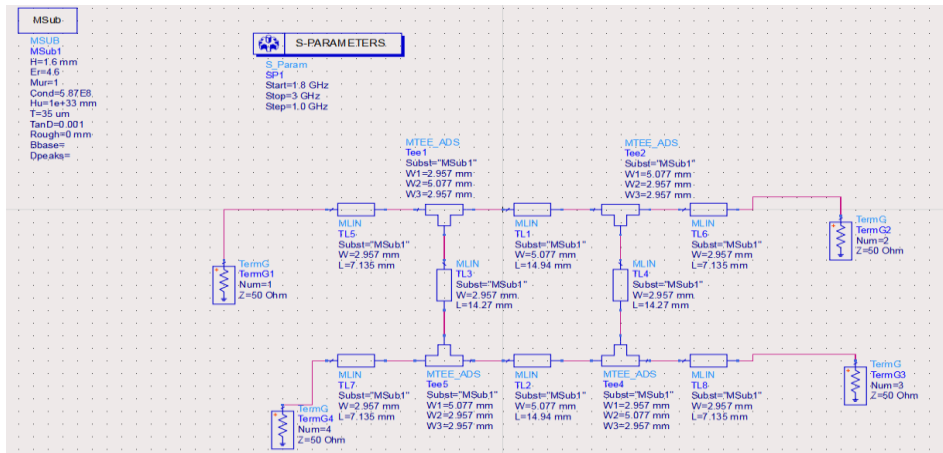 MSub
MSUB
MSub1
H=1.6 mm
Er=4.6
Mur=1
Cond=5.87E8
Hu=1e+33 mm
T=35 um
TanD=0.001
Rough=0 mm
Bbase=
Dpeaks=
S-PARAMETERS
S_Param
SP1
Start=1.8 GHz
Stop=3 GHz
Step=1.0 GHz
MTEE_ADS
Tee1
Subst="MSub1"
W1=2.957 mm
W2=5.077 mm
W3=2.957 mm
MTEE_ADS
Tee2
Subst="MSub1"
W1=5.077 mm
W2=2.957 mm
W3=2.957 mm
MLIN
TL5
Subst="MSub1"
W=2.957 mm
L=7.135 mm
MLIN
TL1
Subst="MSub1"
W=5.077 mm
L=14.94 mm
MLIN
TL6
Subst="MSub1"
W=2.957 mm
L=7.135 mm
TermG
TermG2
Num=2
Z=50 Ohm
TermG
TermG1
Num=1
Z=50 Ohm
MLIN
TL3
Subst="MSub1"
W=2.957 mm
L=14.27 mm
MLIN
TL4
Subst="MSub1"
W=2.957 mm
L=14.27 mm
MLIN
TL7
Subst="MSub1"
W=2.957 mm
L=7.135 mm
MTEE_ADS
Tee5
Subst="MSub1"
W1=5.077 mm
W2=2.957 mm
W3=2.957 mm
MLIN
TL2
Subst="MSub1"
W=5.077 mm
L=14.94 mm
MTEE_ADS
Tee4
Subst="MSub1"
W1=2.957 mm
W2=5.077 mm
W3=2.957 mm
MLIN
TL8
Subst="MSub1"
W=2.957 mm
L=7.135 mm
TermG
TermG3
Num=3
Z=50 Ohm
TermG
TermG4
Num=4
Z=50 Ohm